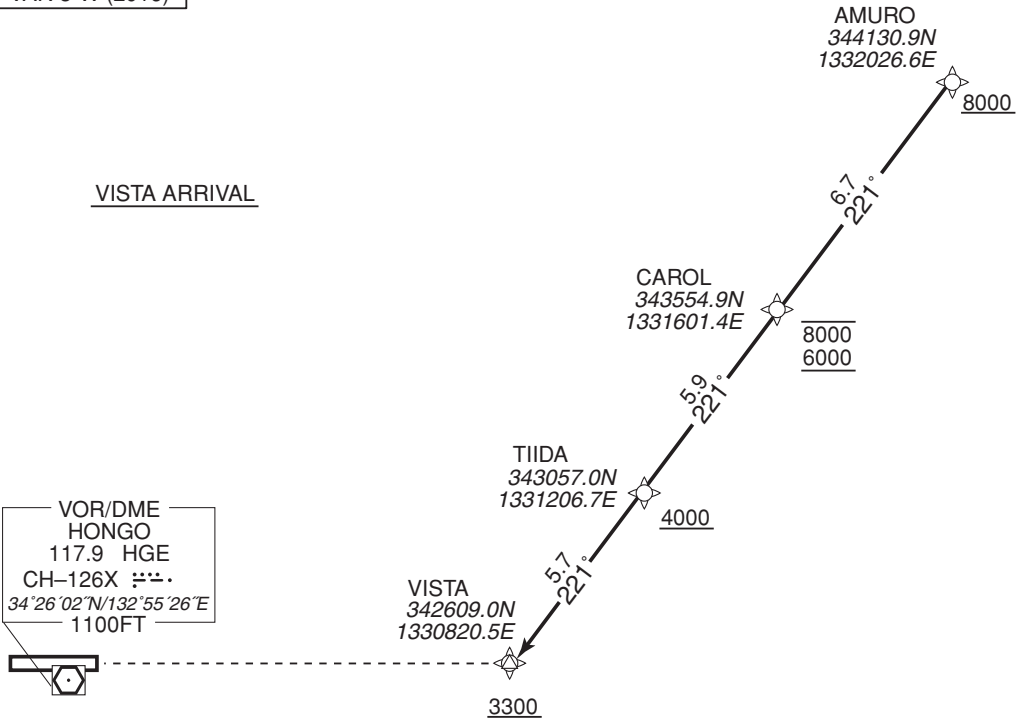 AMURO
344130.9N
1332026.6E
8000
VISTA ARRIVAL
6.7
221°
CAROL
343554.9N
1331601.4E
8000
6000
5.9
221°
TIIDA
343057.0N
1331206.7E
4000
VOR/DME
HONGO
117.9 HGE
CH–126X
34°26´02˝N/132°55´26˝E
1100FT
5.7
221°
VISTA
342609.0N
1330820.5E
3300